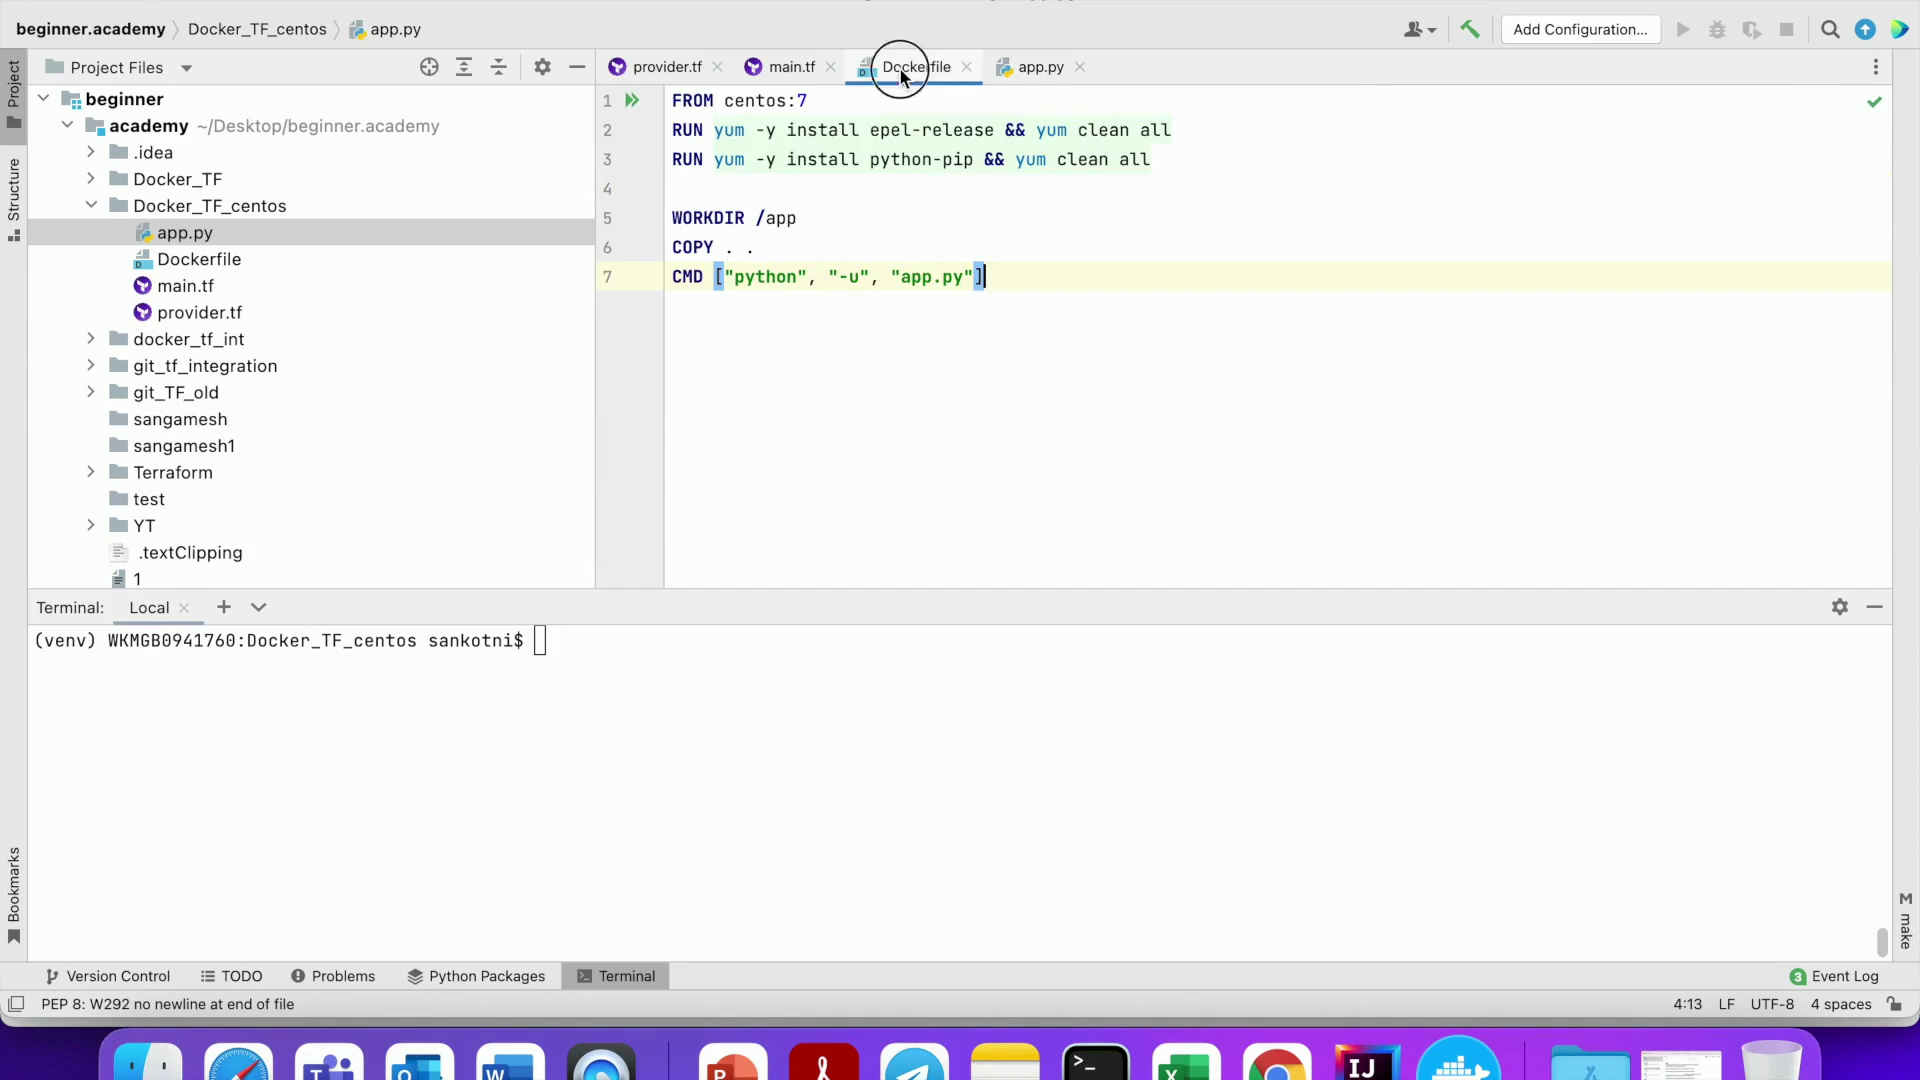 beginner.academy Docker_TF_centos app.py
Add Configuration...
Project
Structure
Bookmarks
Project Files
beginner
academy ~/Desktop/beginner.academy
.idea
Docker_TF
Docker_TF_centos
app.py
Dockerfile
main.tf
provider.tf
docker_tf_int
git_tf_integration
git_TF_old
sangamesh
sangamesh1
Terraform
test
YT
.textClipping
1
provider.tf main.tf Dockerfile app.py
1 FROM centos:7
2 RUN yum -y install epel-release && yum clean all
3 RUN yum -y install python-pip && yum clean all
4
5 WORKDIR /app
6 COPY . .
7 CMD ["python", "-u", "app.py"]
Terminal: Local
(venv) WKMGB0941760:Docker_TF_centos sankotni$
M make
Version Control TODO Problems Python Packages Terminal 3 Event Log
PEP 8: W292 no newline at end of file 4:13 LF UTF-8 4 spaces
W
P
X
IJ